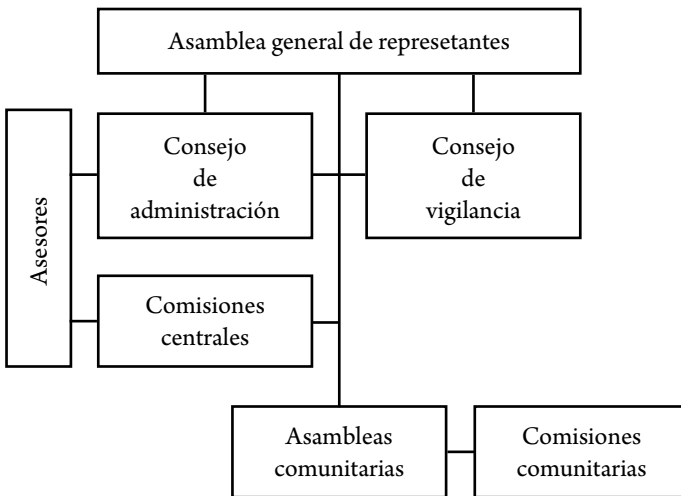 Asamblea general de represetantes
Consejo
de
administración
Consejo
de
vigilancia
Asesores
Comisiones
centrales
Asambleas
comunitarias
Comisiones
comunitarias